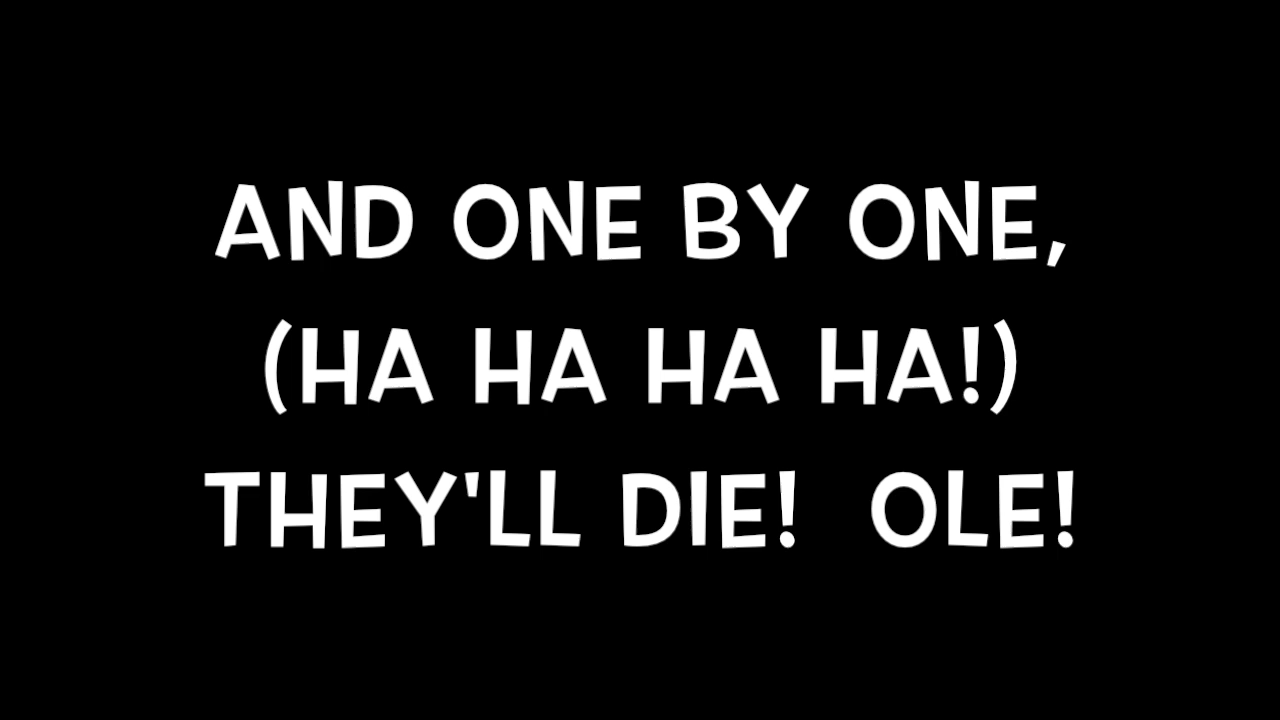 AND ONE BY ONE,
(HA HA HA HA!)
THEY'LL DIE!  OLE!